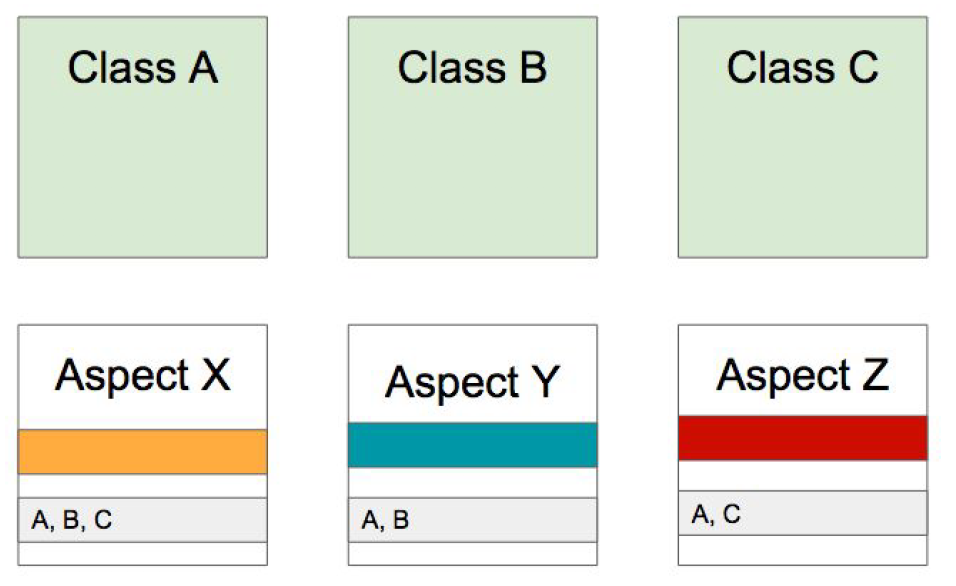 Class A
Class B
Class C
Aspect X
Aspect Y
Aspect Z
A, B, C
A, B
A, C